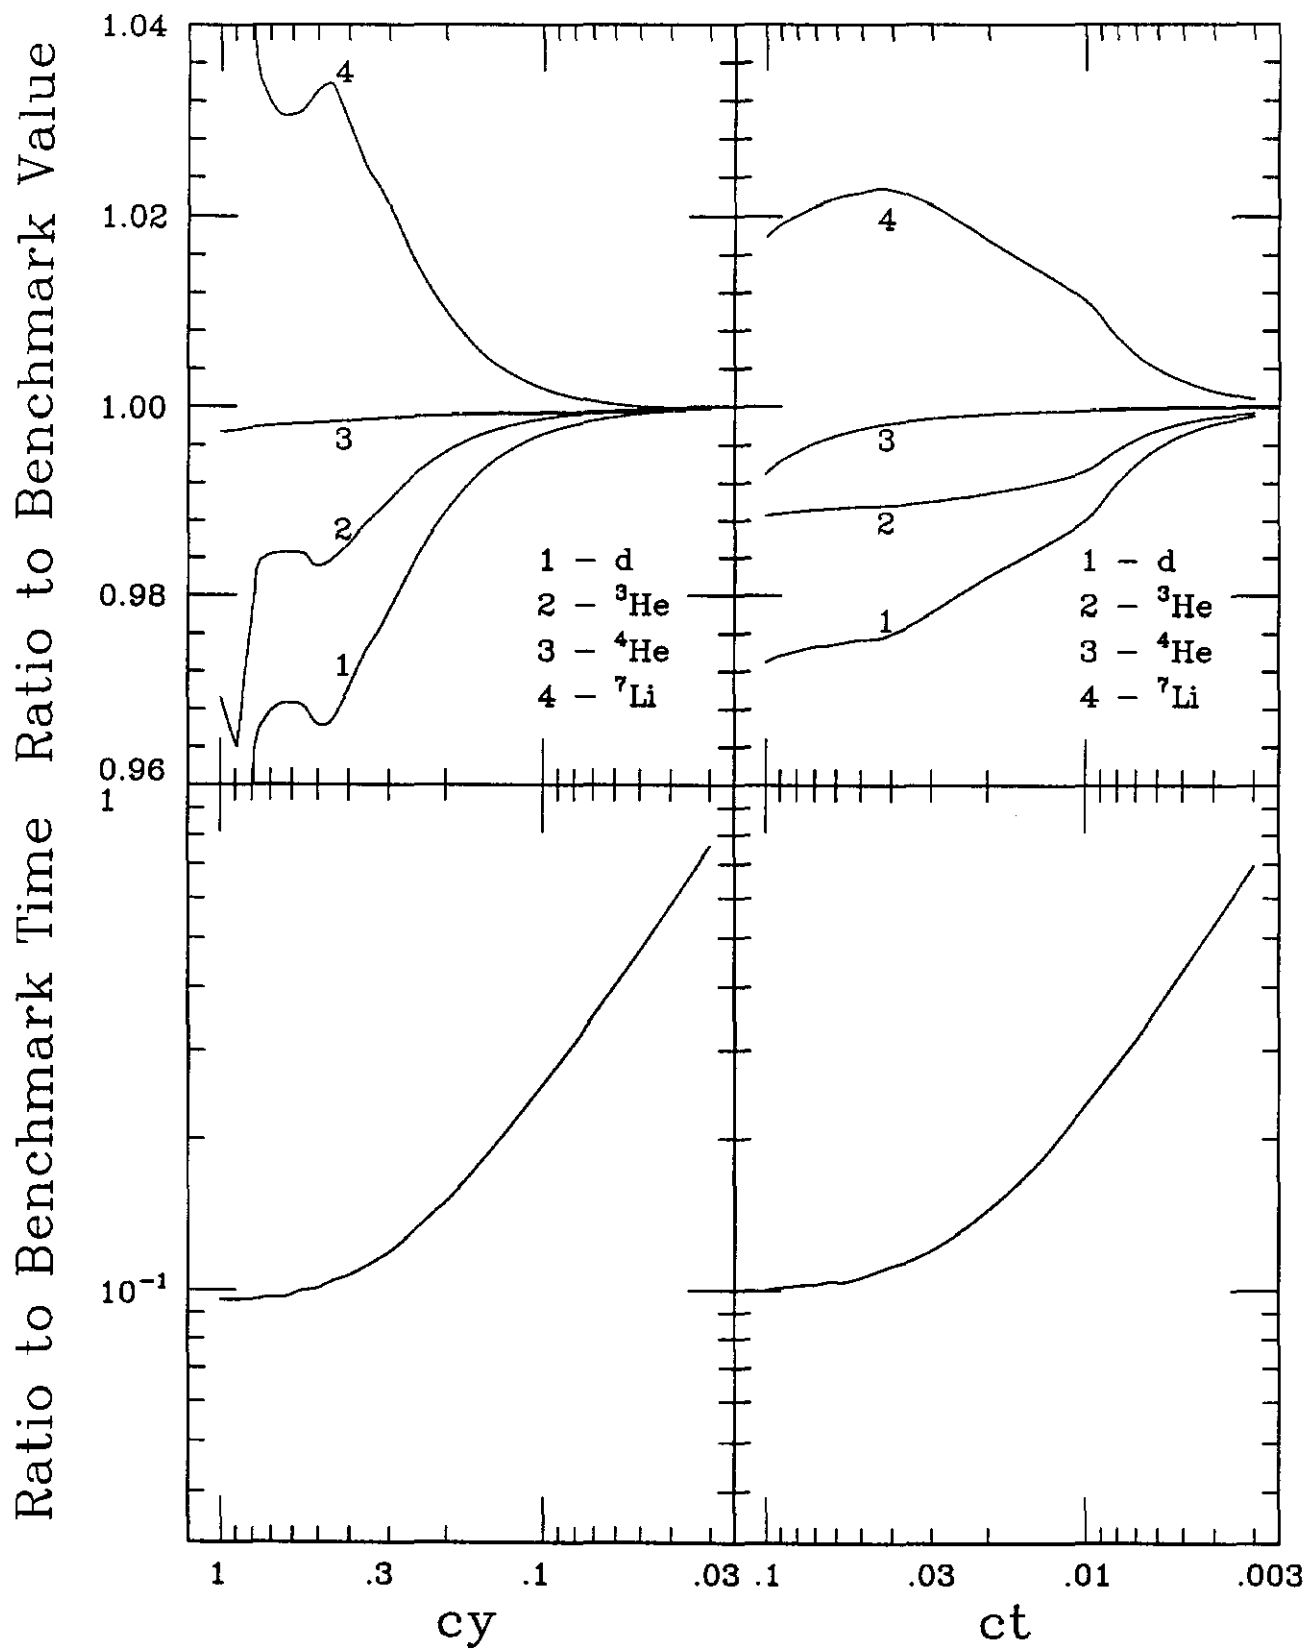 Ratio to Benchmark Time Ratio to Benchmark Value
1.04
1.02
1.00
0.98
0.96
4
3
2
1
1 – d
2 – ³He
3 – ⁴He
4 – ⁷Li
4
3
2
1
1 – d
2 – ³He
3 – ⁴He
4 – ⁷Li
1
10⁻¹
1 .3 .1 .03
.1 .03 .01 .003
cy
ct